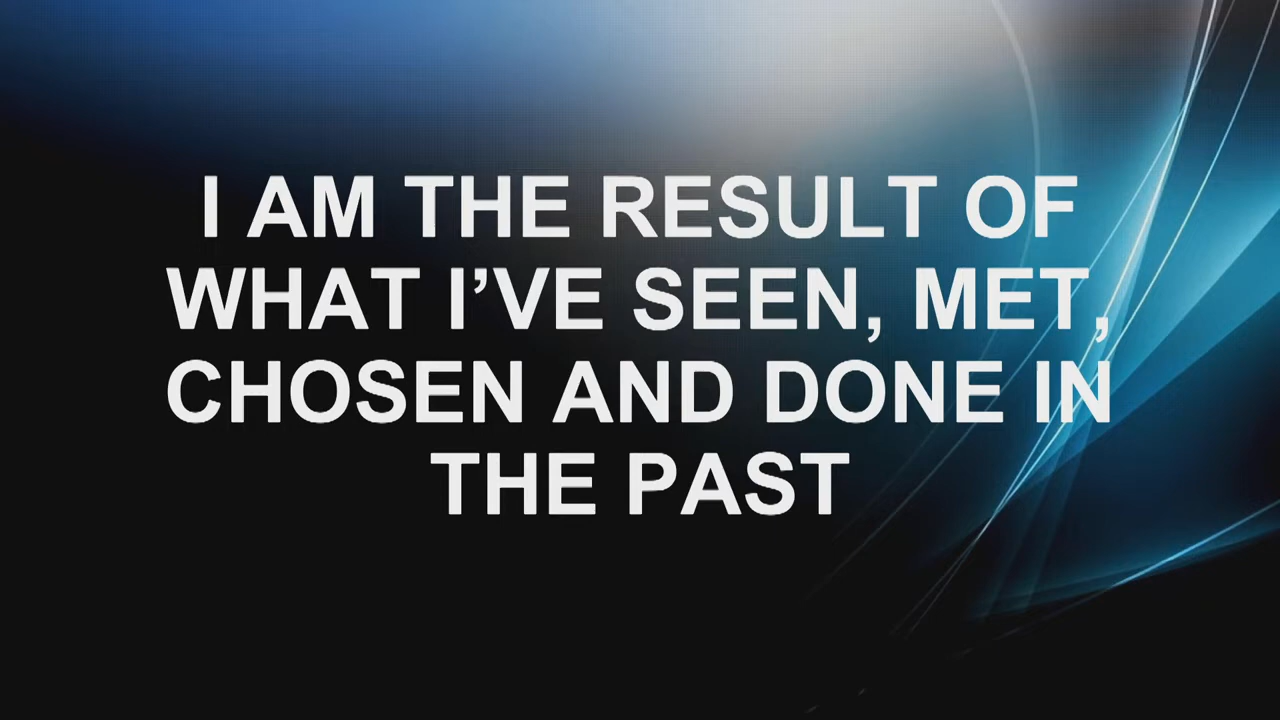 I AM THE RESULT OF
WHAT I’VE SEEN, MET,
CHOSEN AND DONE IN
THE PAST